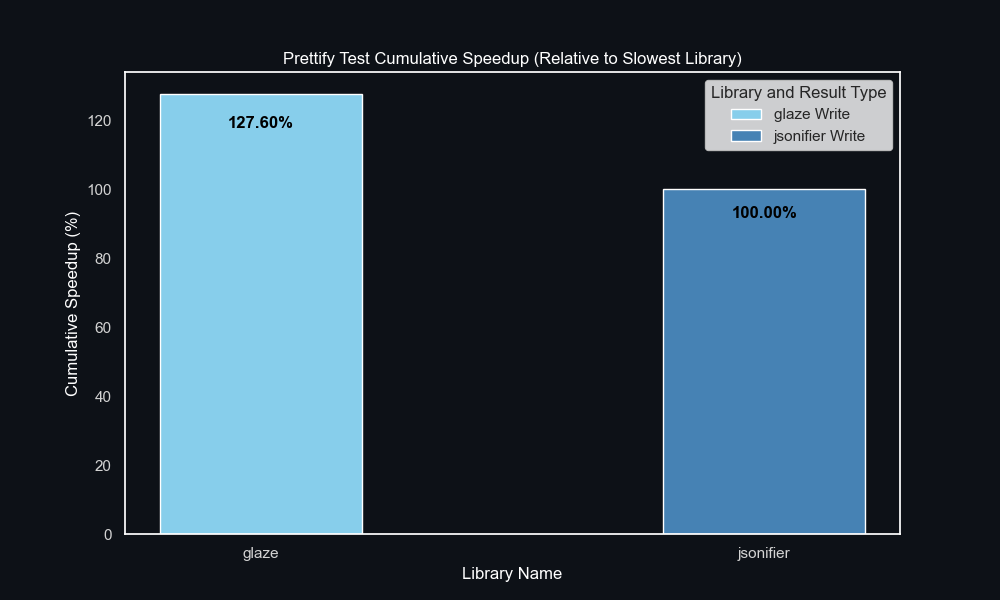 Prettify Test Cumulative Speedup (Relative to Slowest Library)
Library and Result Type
glaze Write
jsonifier Write
127.60%
100.00%
Cumulative Speedup (%)
120
100
80
60
40
20
0
glaze
jsonifier
Library Name